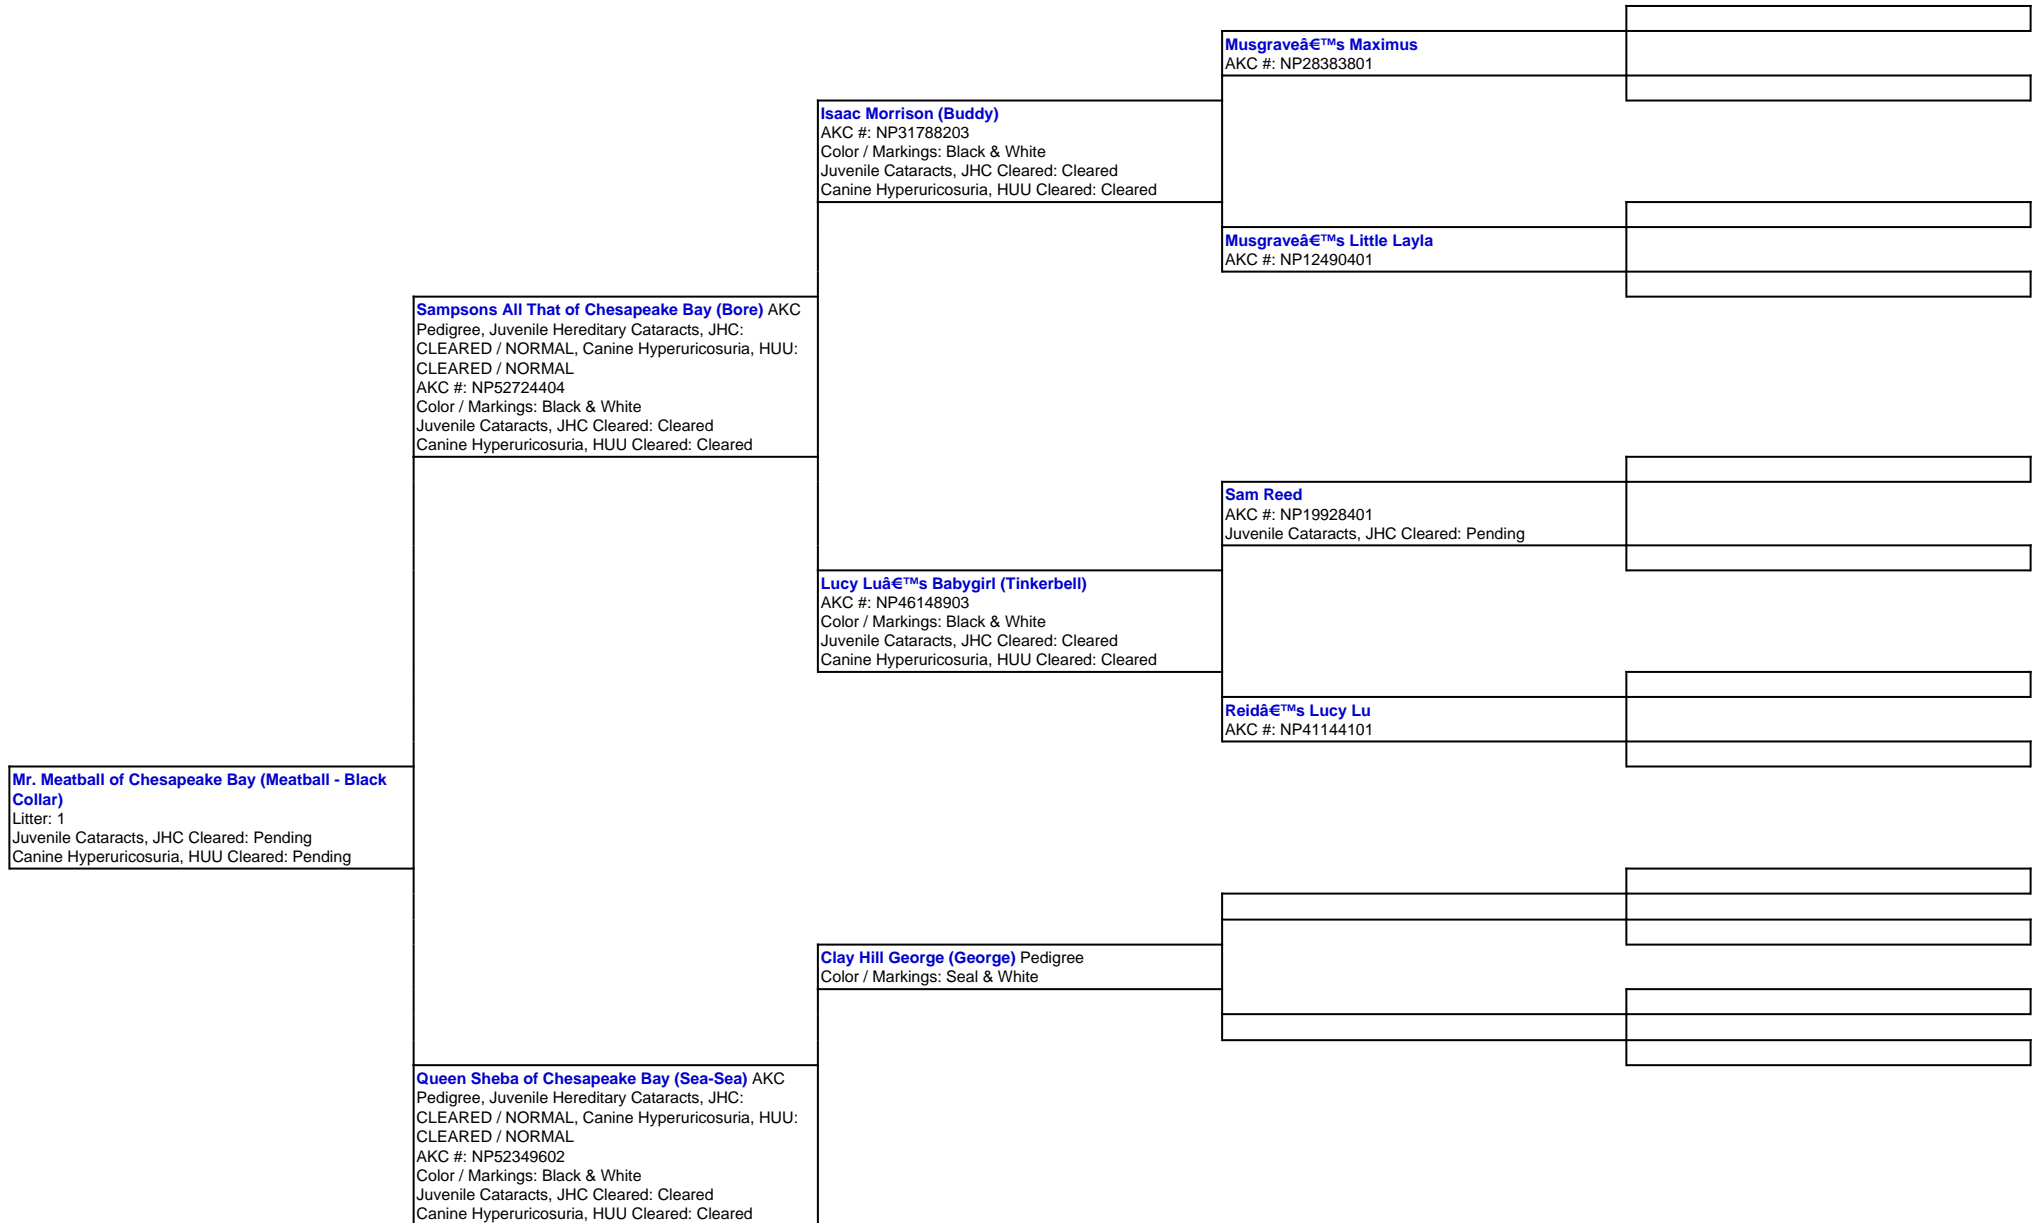 Musgraveâ€™s Maximus
AKC #: NP28383801
Isaac Morrison (Buddy)
AKC #: NP31788203
Color / Markings: Black & White
Juvenile Cataracts, JHC Cleared: Cleared
Canine Hyperuricosuria, HUU Cleared: Cleared
Musgraveâ€™s Little Layla
AKC #: NP12490401
Sampsons All That of Chesapeake Bay (Bore) AKC
Pedigree, Juvenile Hereditary Cataracts, JHC:
CLEARED / NORMAL, Canine Hyperuricosuria, HUU:
CLEARED / NORMAL
AKC #: NP52724404
Color / Markings: Black & White
Juvenile Cataracts, JHC Cleared: Cleared
Canine Hyperuricosuria, HUU Cleared: Cleared
Sam Reed
AKC #: NP19928401
Juvenile Cataracts, JHC Cleared: Pending
Lucy Luâ€™s Babygirl (Tinkerbell)
AKC #: NP46148903
Color / Markings: Black & White
Juvenile Cataracts, JHC Cleared: Cleared
Canine Hyperuricosuria, HUU Cleared: Cleared
Reidâ€™s Lucy Lu
AKC #: NP41144101
Mr. Meatball of Chesapeake Bay (Meatball - Black
Collar)
Litter: 1
Juvenile Cataracts, JHC Cleared: Pending
Canine Hyperuricosuria, HUU Cleared: Pending
Clay Hill George (George) Pedigree
Color / Markings: Seal & White
Queen Sheba of Chesapeake Bay (Sea-Sea) AKC
Pedigree, Juvenile Hereditary Cataracts, JHC:
CLEARED / NORMAL, Canine Hyperuricosuria, HUU:
CLEARED / NORMAL
AKC #: NP52349602
Color / Markings: Black & White
Juvenile Cataracts, JHC Cleared: Cleared
Canine Hyperuricosuria, HUU Cleared: Cleared